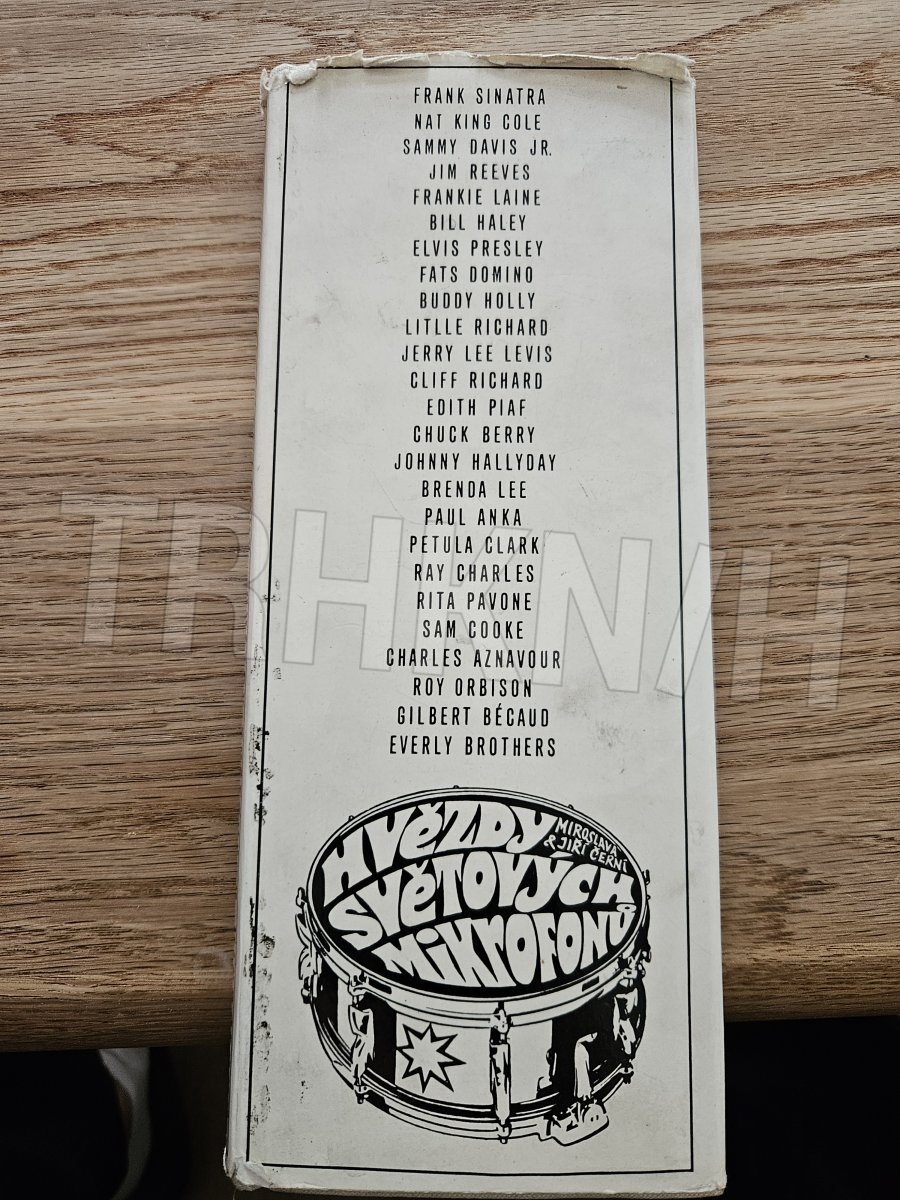 FRANK SINATRA
NAT KING COLE
SAMMY DAVIS JR.
JIM REEVES
FRANKIE LAINE
BILL HALEY
ELVIS PRESLEY
FATS DOMINO
BUDDY HOLLY
LITLLE RICHARD
JERRY LEE LEVIS
CLIFF RICHARD
EDITH PIAF
CHUCK BERRY
JOHNNY HALLYDAY
BRENDA LEE
PAUL ANKA
PETULA CLARK
RAY CHARLES
RITA PAVONE
SAM COOKE
CHARLES AZNAVOUR
ROY ORBISON
GILBERT BÉCAUD
EVERLY BROTHERS
HVĚZDY
SVĚTOVÝCH
MIKROFONŮ
MIROSLAVA
& JIŘÍ ČERNÍ
TRHKNIH